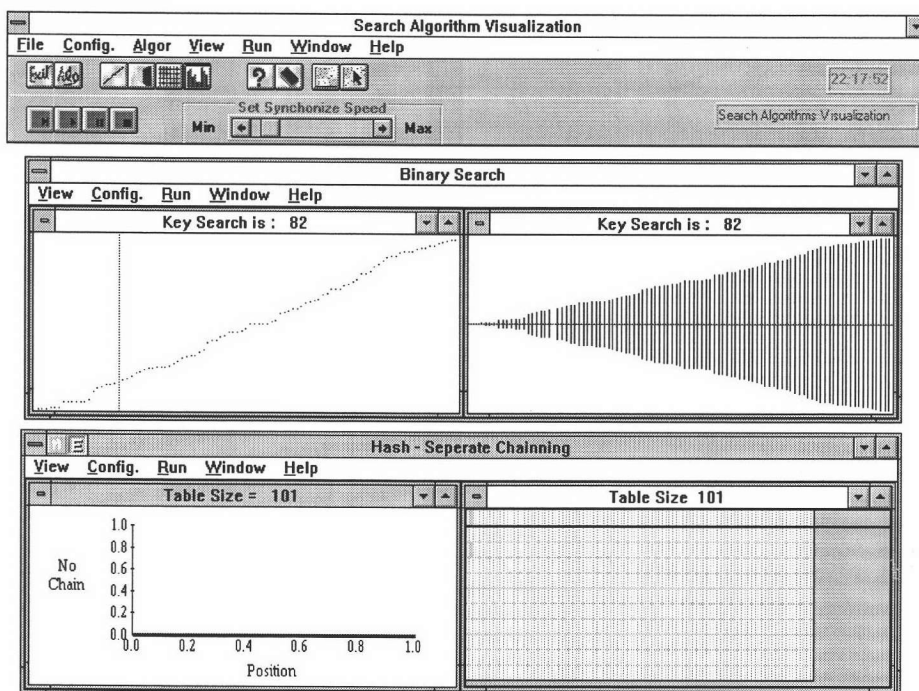 Search Algorithm Visualization
File Config. Algor View Run Window Help
Exit Algo ?
22:17:52
Set Synchonize Speed
Min Max
Search Algorithms Visualization
Binary Search
View Config. Run Window Help
Key Search is : 82
Key Search is : 82
Hash - Seperate Chainning
View Config. Run Window Help
Table Size = 101
Table Size 101
No
Chain
1.0
0.8
0.6
0.4
0.2
0.0
0.0 0.2 0.4 0.6 0.8 1.0
Position